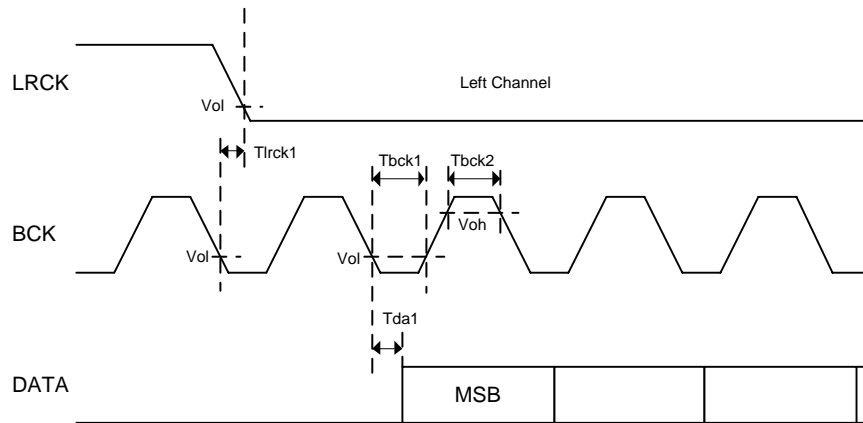 LRCK
Left Channel
Vol
Tlrck1
Tbck1
Tbck2
BCK
Voh
Vol
Vol
Tda1
DATA
MSB